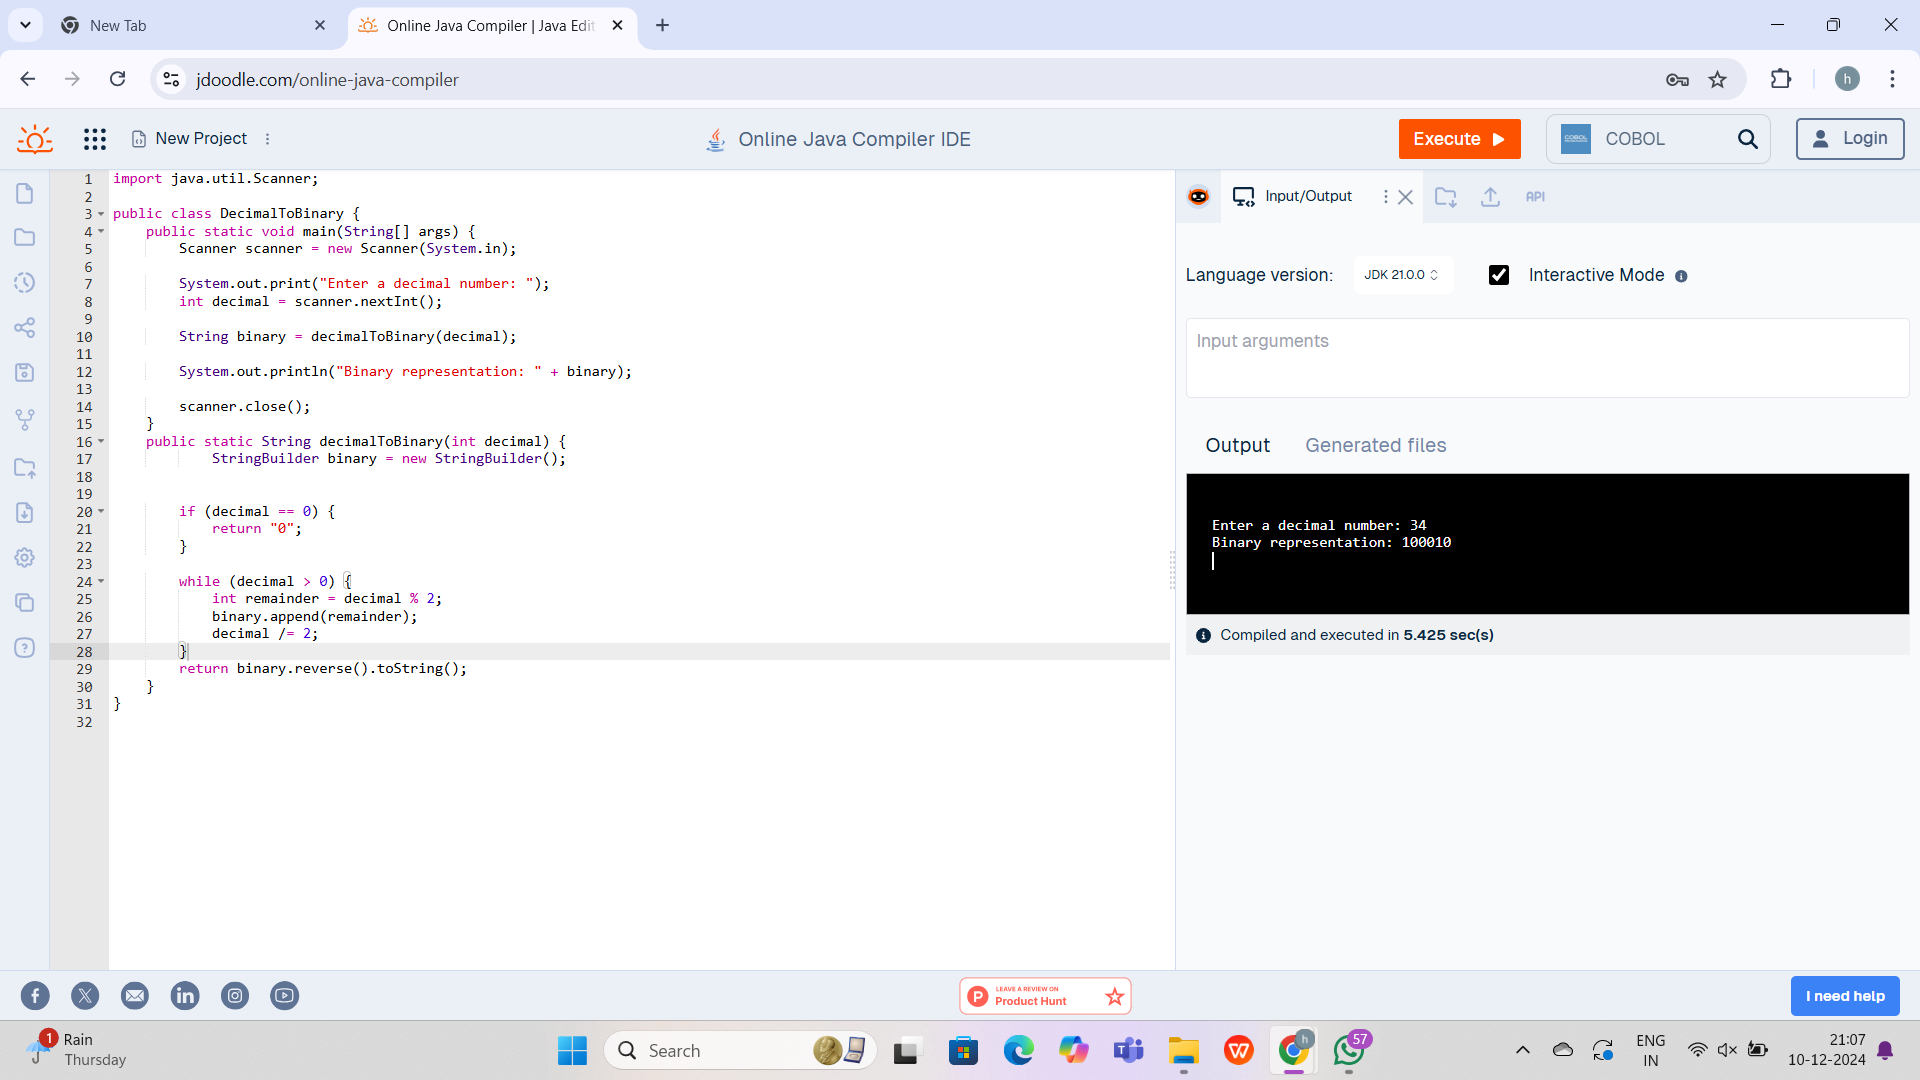 New Tab
Online Java Compiler | Java Edit
jdoodle.com/online-java-compiler
h
New Project
Online Java Compiler IDE
Execute
COBOL
Login
1 import java.util.Scanner;
2
3 public class DecimalToBinary {
4 public static void main(String[] args) {
5 Scanner scanner = new Scanner(System.in);
6
7 System.out.print("Enter a decimal number: ");
8 int decimal = scanner.nextInt();
9
10 String binary = decimalToBinary(decimal);
11
12 System.out.println("Binary representation: " + binary);
13
14 scanner.close();
15 }
16 public static String decimalToBinary(int decimal) {
17 StringBuilder binary = new StringBuilder();
18
19
20 if (decimal == 0) {
21 return "0";
22 }
23
24 while (decimal > 0) {
25 int remainder = decimal % 2;
26 binary.append(remainder);
27 decimal /= 2;
28 }
29 return binary.reverse().toString();
30 }
31 }
32
Input/Output
API
Language version:
JDK 21.0.0
Interactive Mode
Input arguments
Output
Generated files
Enter a decimal number: 34
Binary representation: 100010
Compiled and executed in 5.425 sec(s)
LEAVE A REVIEW ON
P Product Hunt
I need help
1
Rain
Thursday
Search
h
57
ENG
IN
21:07
10-12-2024